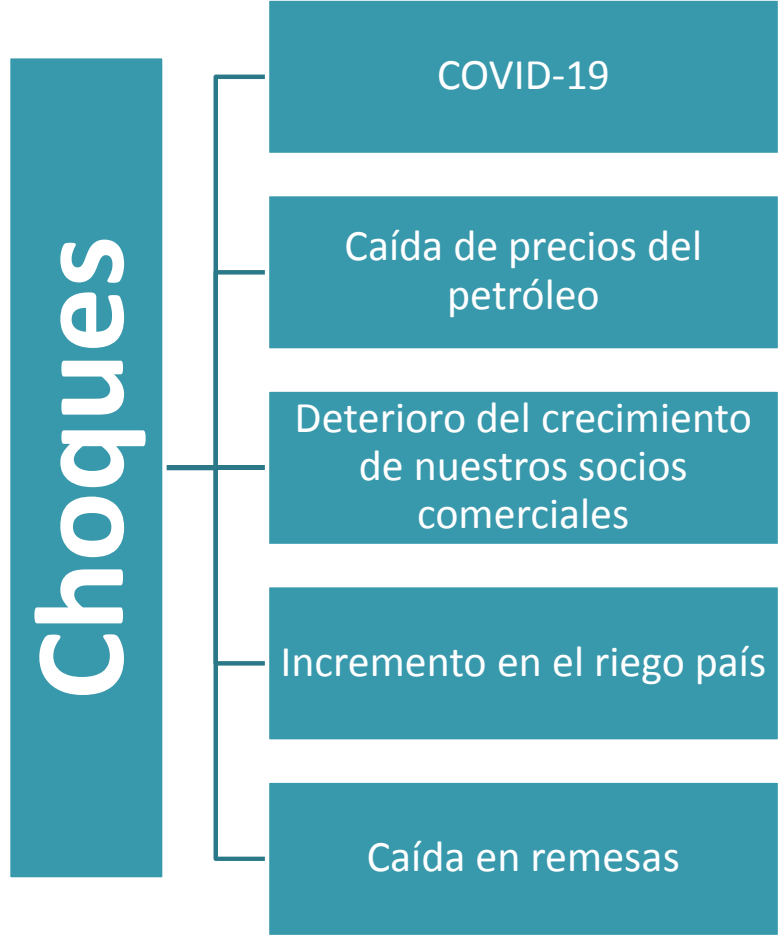 Choques
COVID-19
Caída de precios del
petróleo
Deterioro del crecimiento
de nuestros socios
comerciales
Incremento en el riego país
Caída en remesas